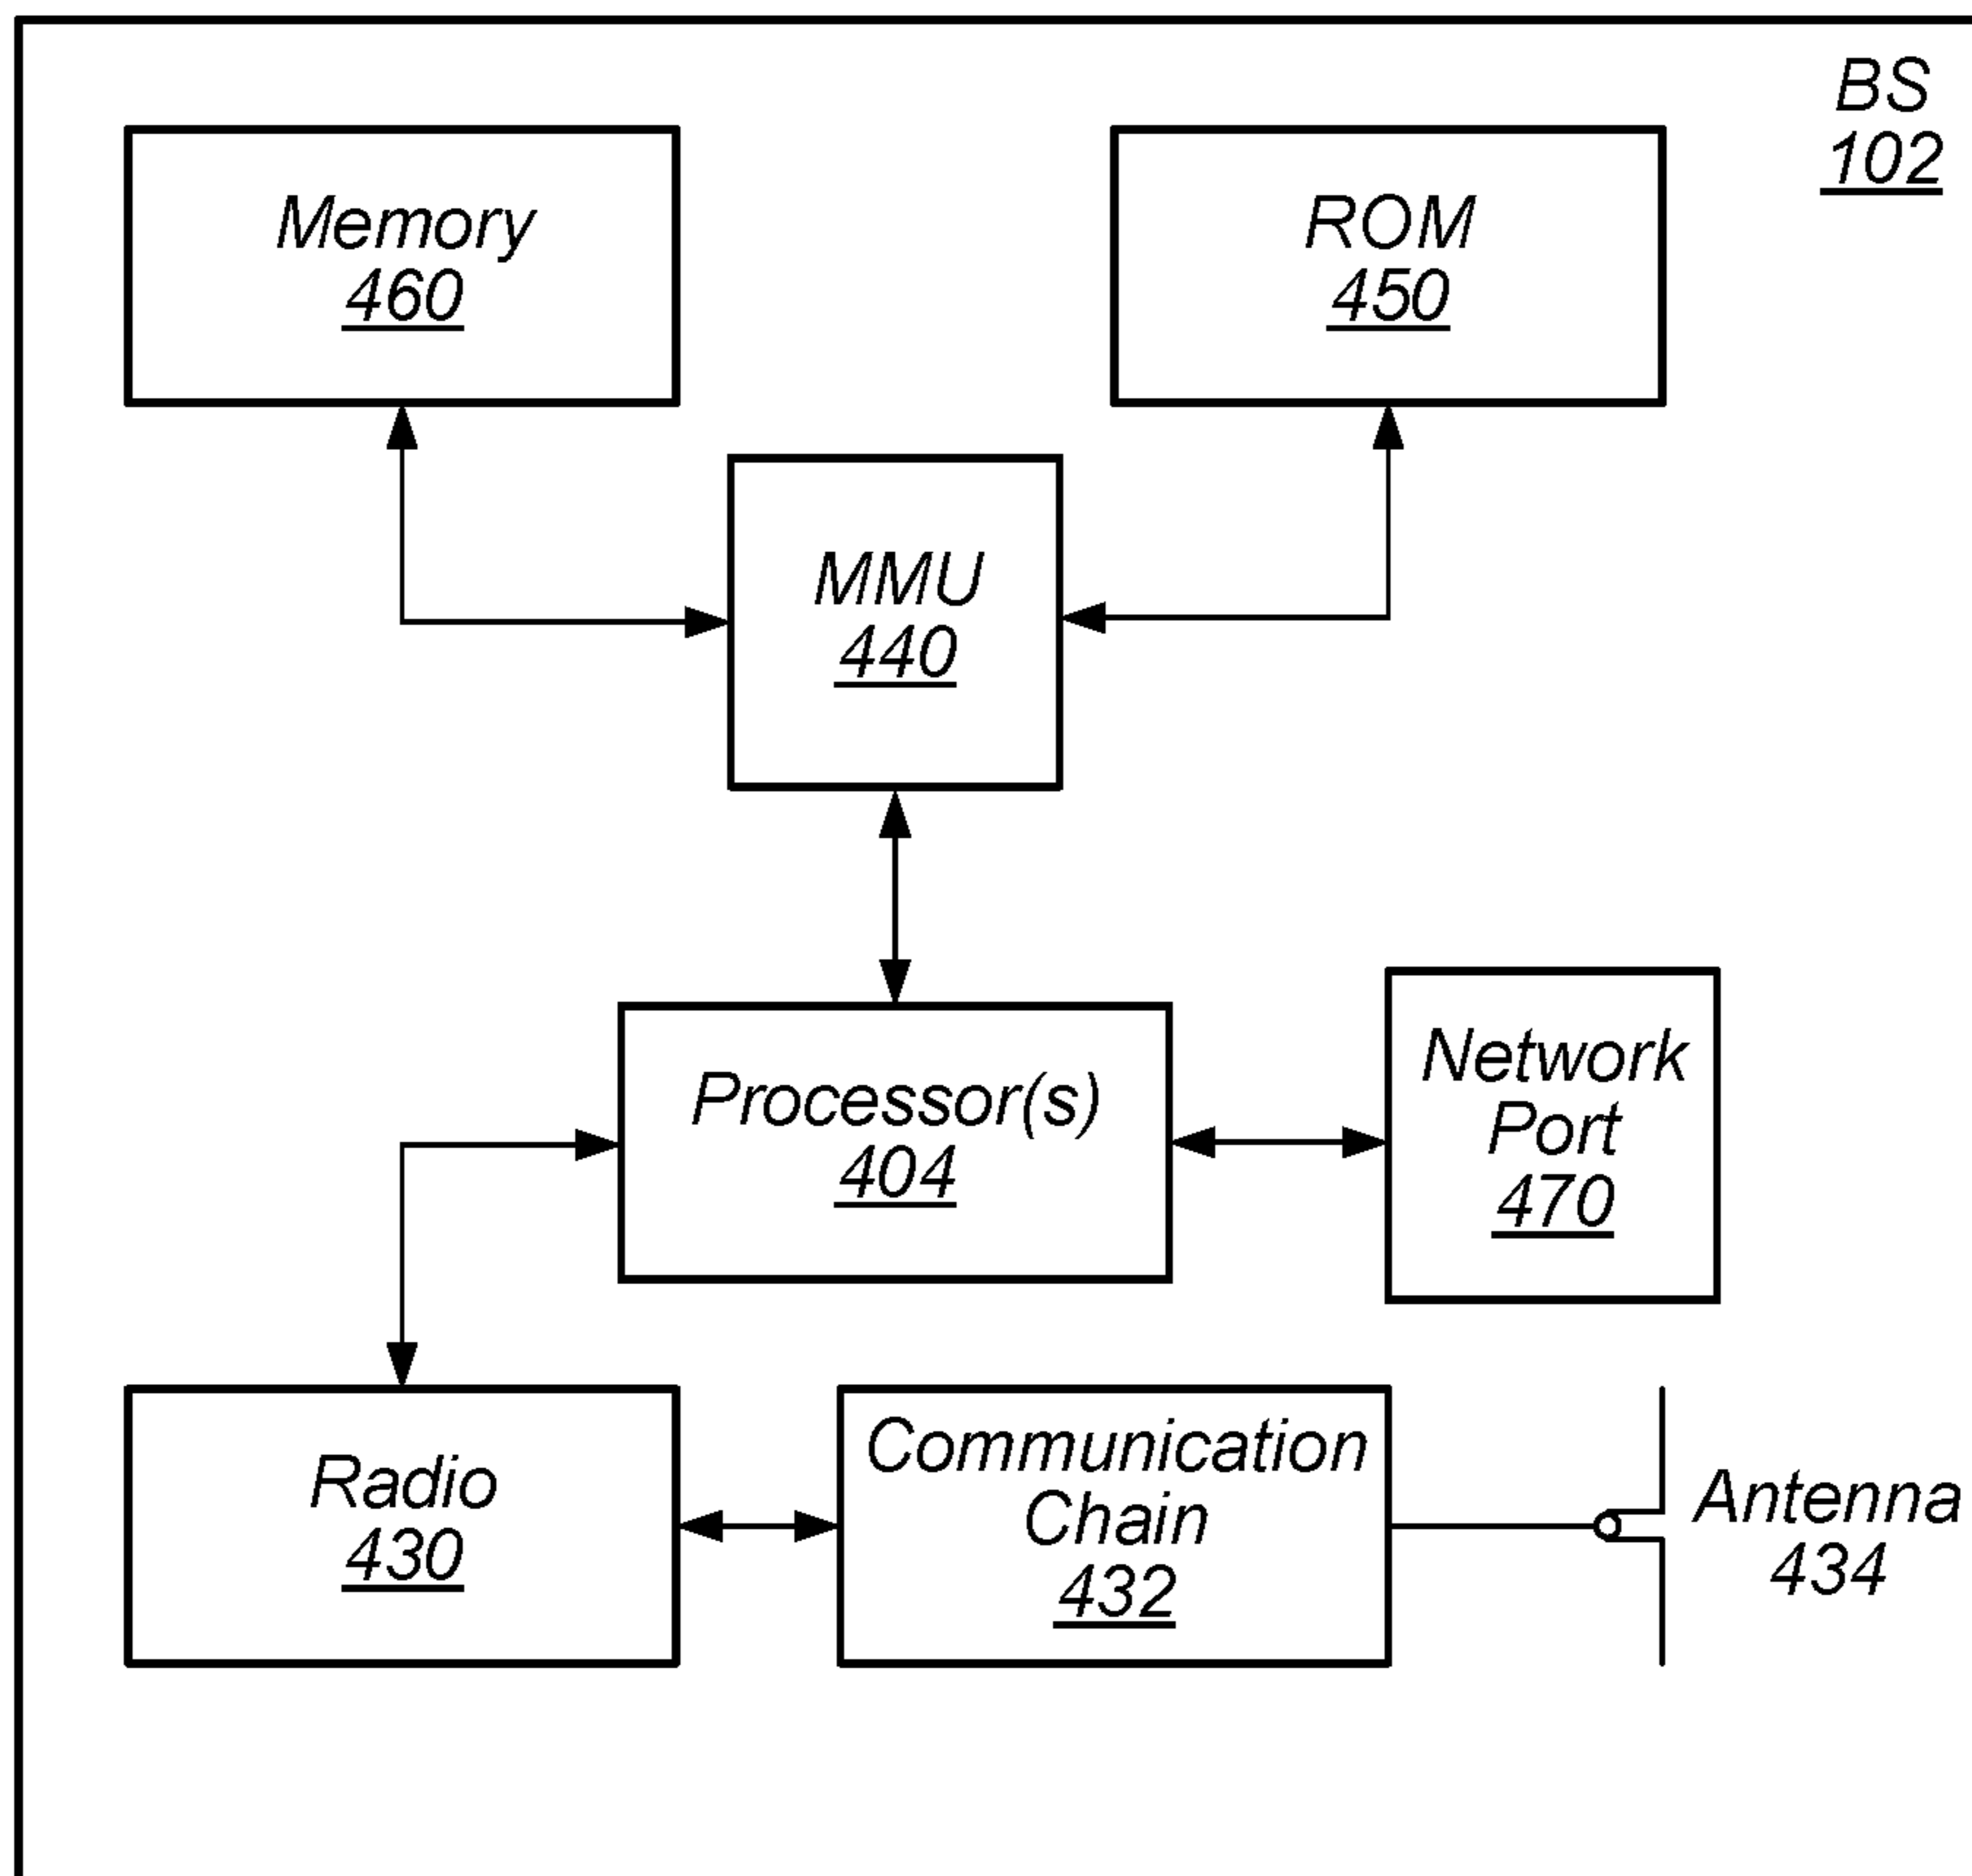 BS
102
Memory
460
ROM
450
MMU
440
Processor(s)
404
Network
Port
470
Radio
430
Communication
Chain
432
Antenna
434